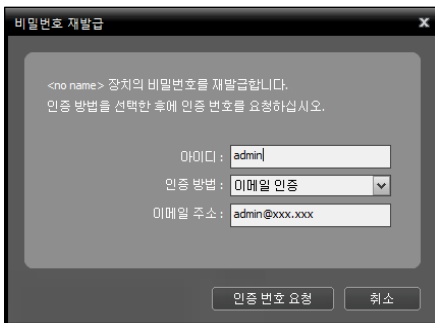 비밀번호 재발급 x
<no name> 장치의 비밀번호를 재발급합니다.
인증 방법을 선택한 후에 인증 번호를 요청하십시오.
아이디 : admin
인증 방법 : 이메일 인증
이메일 주소 : admin@xxx.xxx
인증 번호 요청 취소